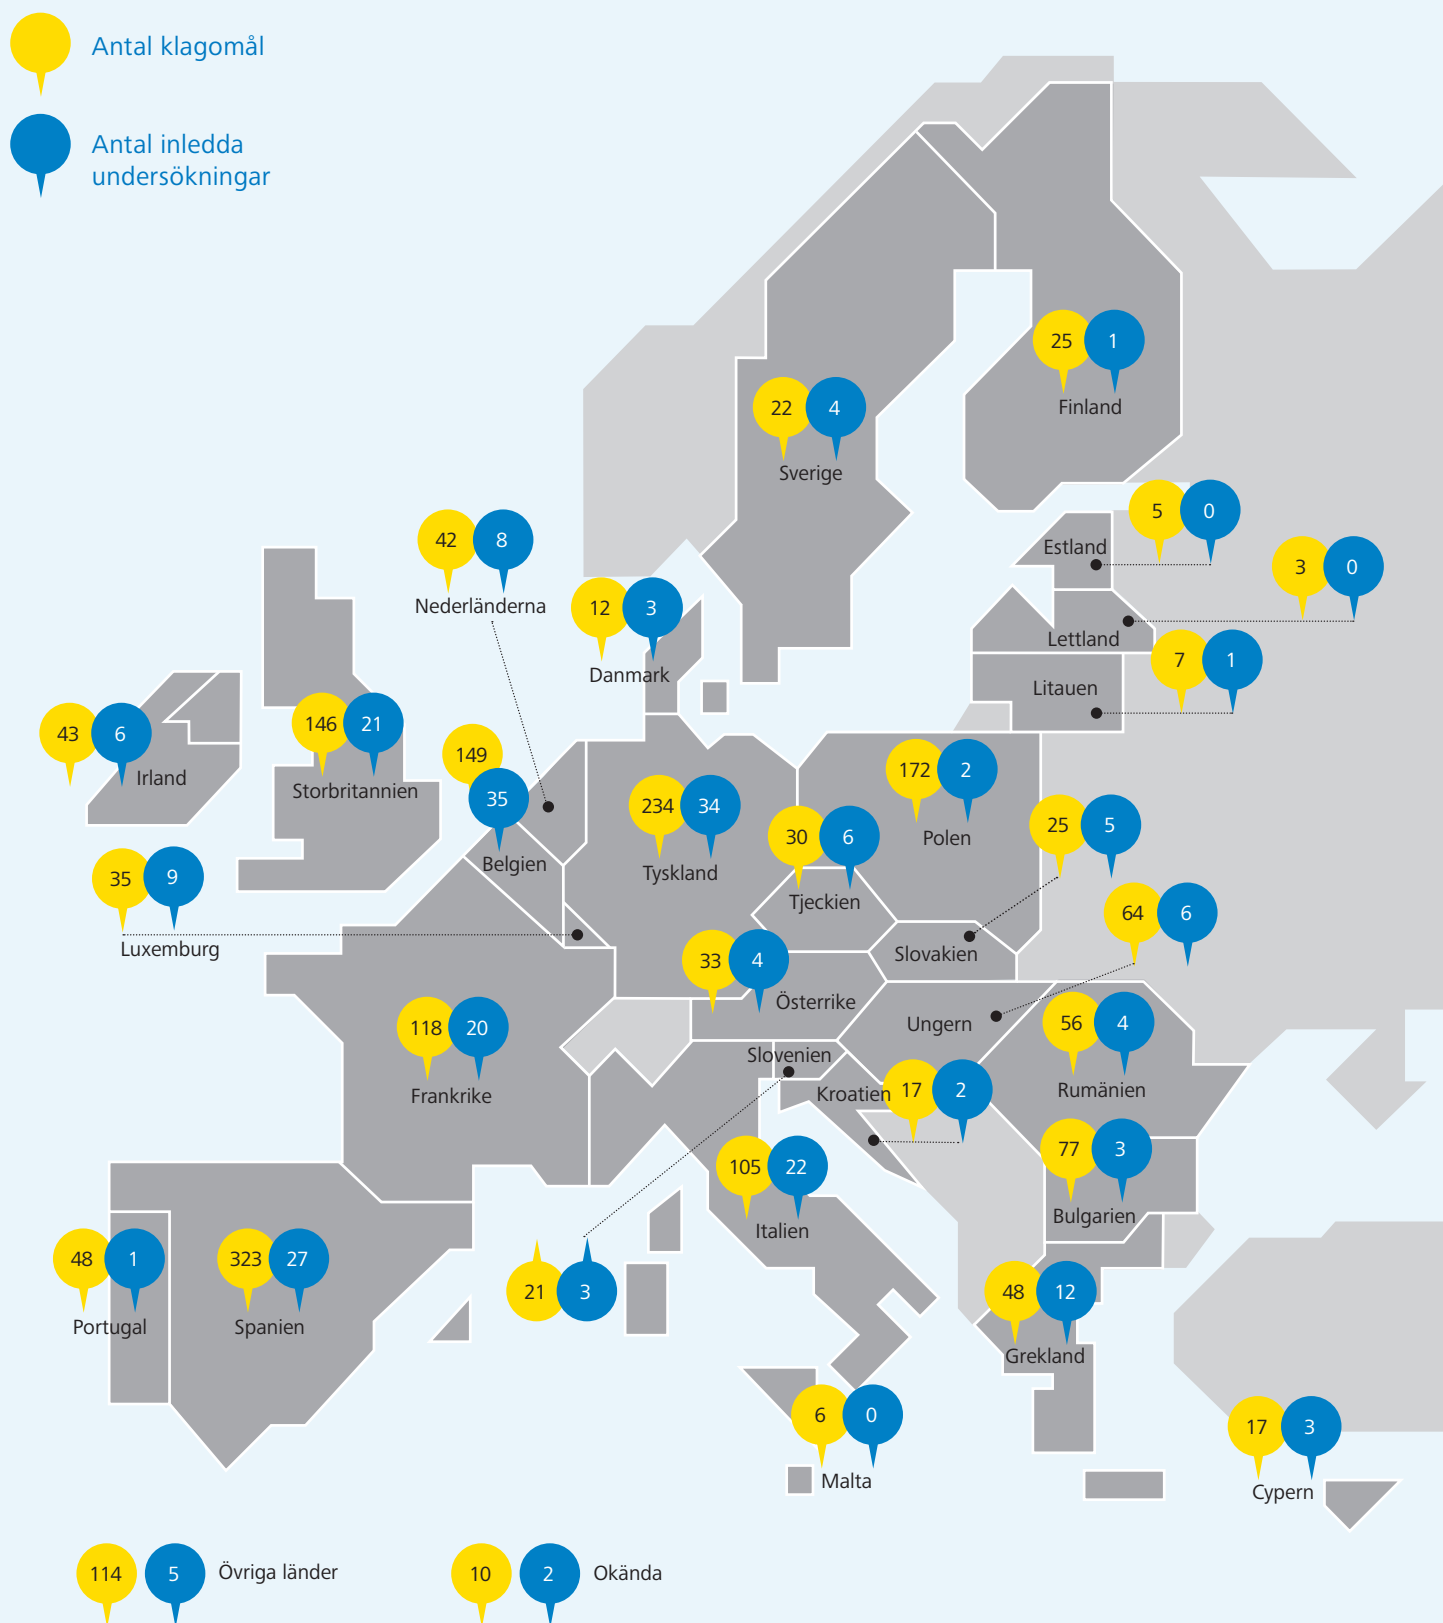 Antal klagomål
Antal inledda
undersökningar
25 1
Finland
22 4
Sverige
5 0
Estland
42 8
Nederländerna
3 0
Lettland
12 3
Danmark
7 1
Litauen
43 6
Irland
146 21
Storbritannien
149
35
Belgien
234 34
Tyskland
172 2
Polen
30 6
Tjeckien
25 5
Slovakien
35 9
Luxemburg
64 6
Ungern
33 4
Österrike
118 20
Frankrike
56 4
Rumänien
Slovenien
21 3
Kroatien 17 2
77 3
Bulgarien
105 22
Italien
48 1
Portugal
323 27
Spanien
48 12
Grekland
6 0
Malta
17 3
Cypern
114 5 Övriga länder
10 2 Okända